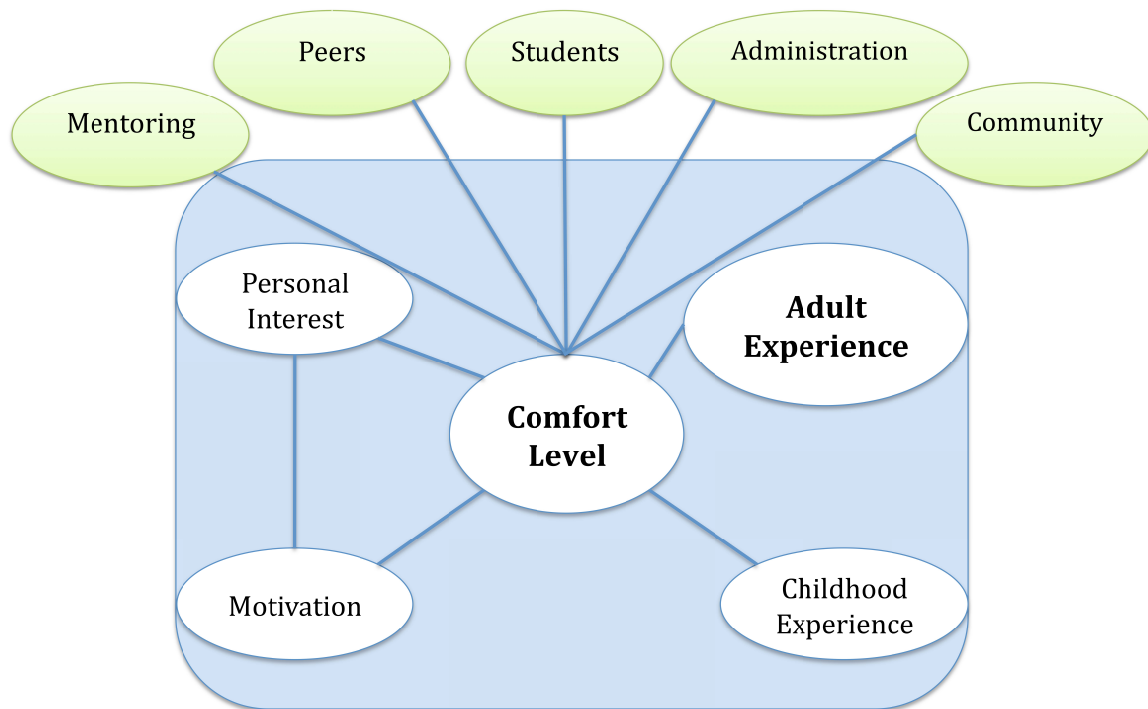 Peers
Students
Administration
Mentoring
Community
Personal
Interest
Adult
Experience
Comfort
Level
Motivation
Childhood
Experience